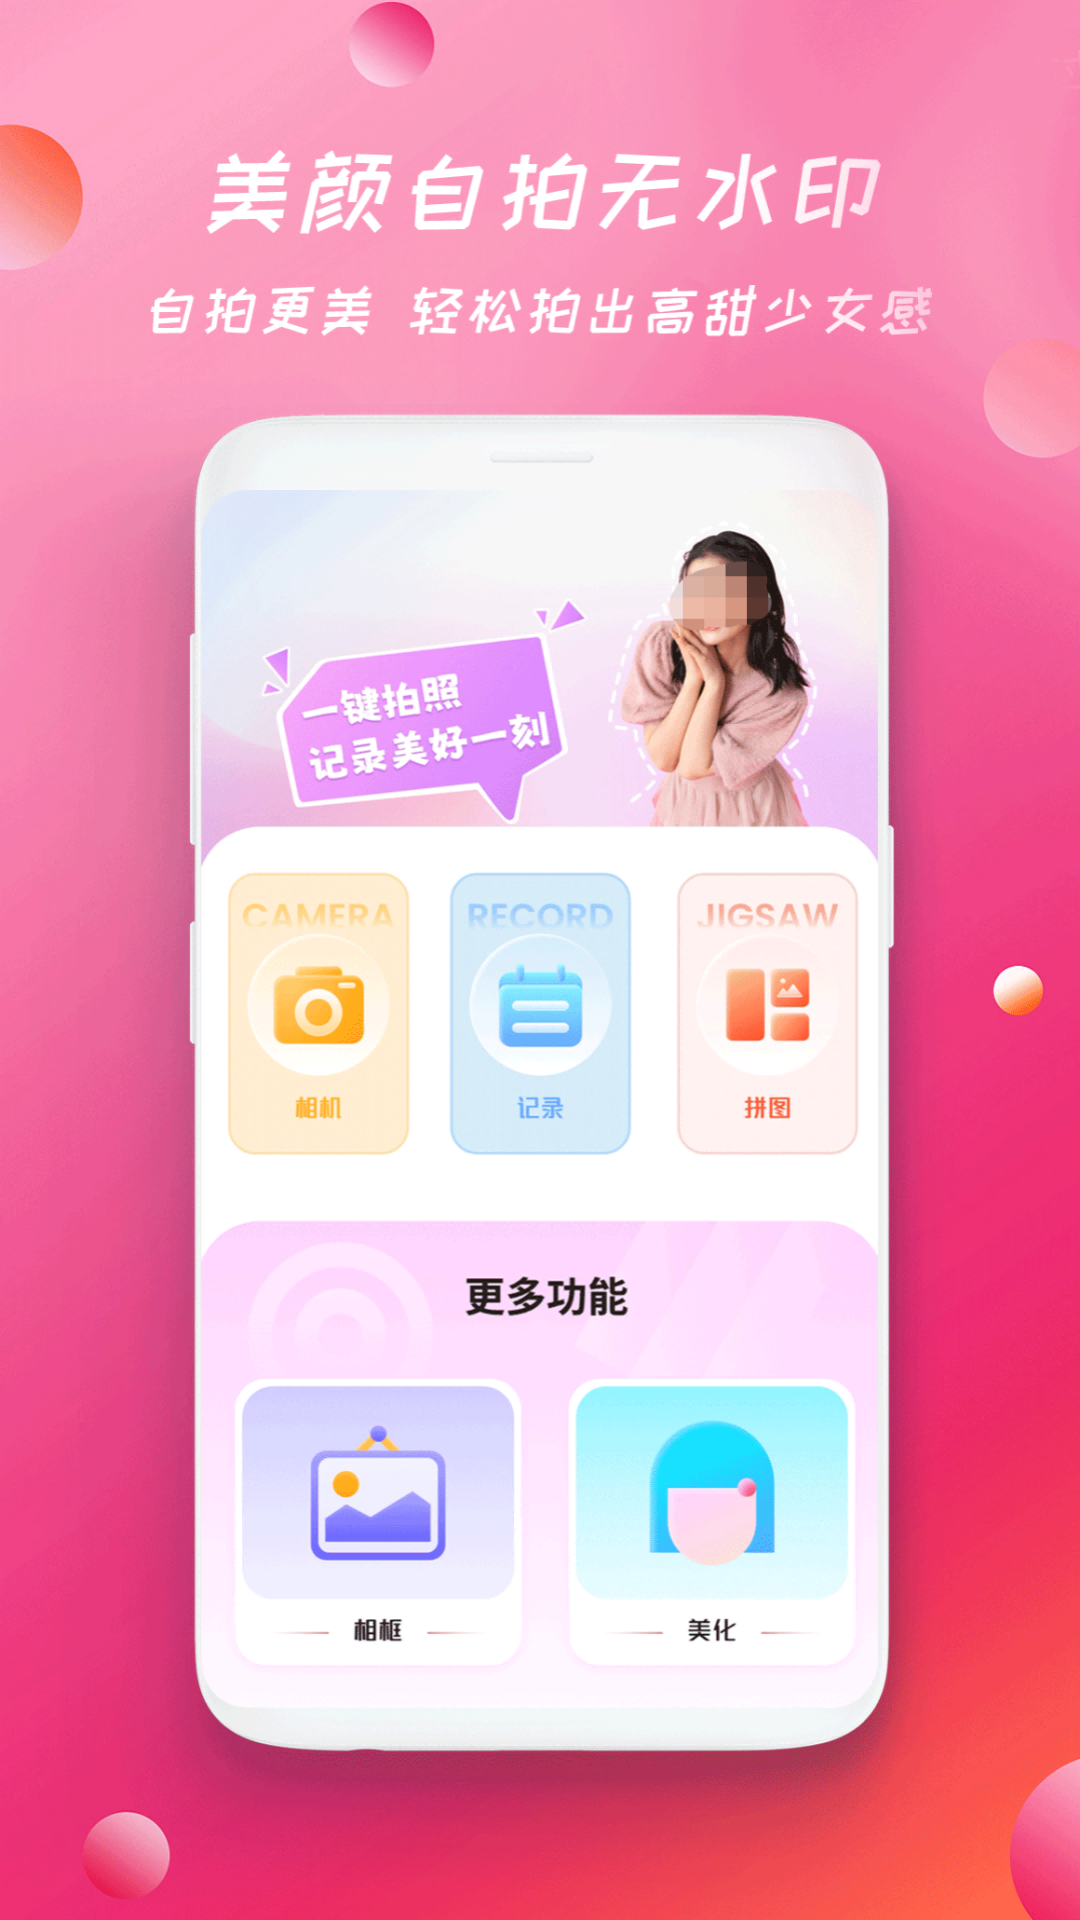 美颜自拍无水印
自拍更美 轻松拍出高甜少女感
一键拍照
记录美好一刻
CAMERA
RECORD
JIGSAW
相机
记录
拼图
更多功能
相框
美化